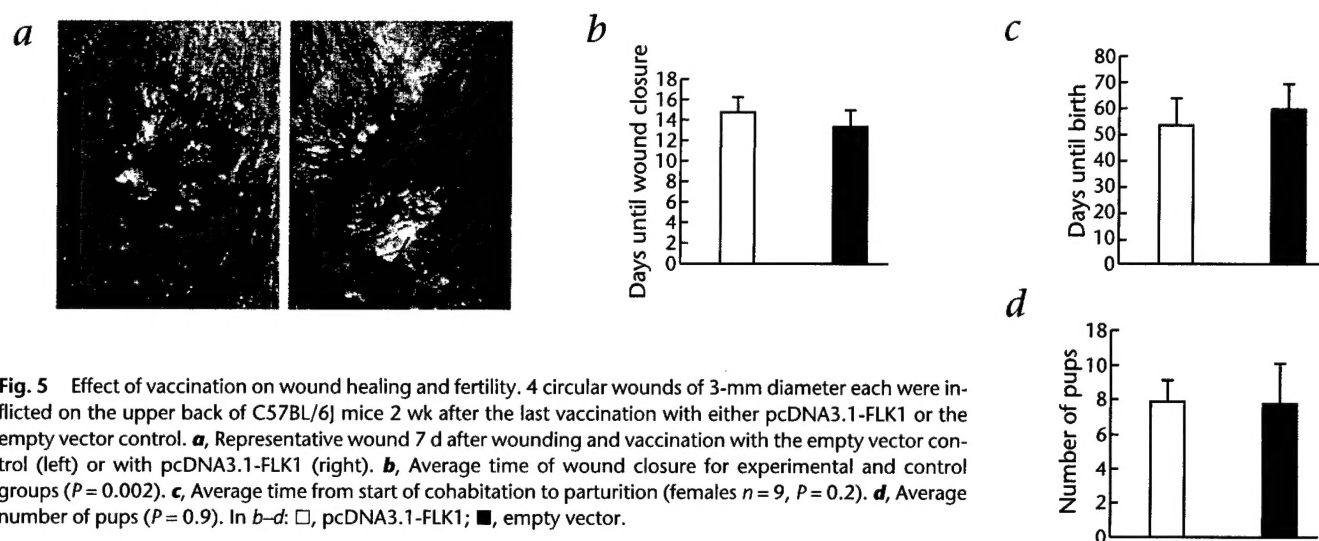 a
b
Days until wound closure
18
16
14
12
10
8
6
4
2
0
c
Days until birth
80
70
60
50
40
30
20
10
0
d
Number of pups
18
10
8
6
4
2
0
Fig. 5 Effect of vaccination on wound healing and fertility. 4 circular wounds of 3-mm diameter each were in-
flicted on the upper back of C57BL/6J mice 2 wk after the last vaccination with either pcDNA3.1-FLK1 or the
empty vector control. a, Representative wound 7 d after wounding and vaccination with the empty vector con-
trol (left) or with pcDNA3.1-FLK1 (right). b, Average time of wound closure for experimental and control
groups (P = 0.002). c, Average time from start of cohabitation to parturition (females n = 9, P = 0.2). d, Average
number of pups (P = 0.9). In b–d: □, pcDNA3.1-FLK1; ■, empty vector.